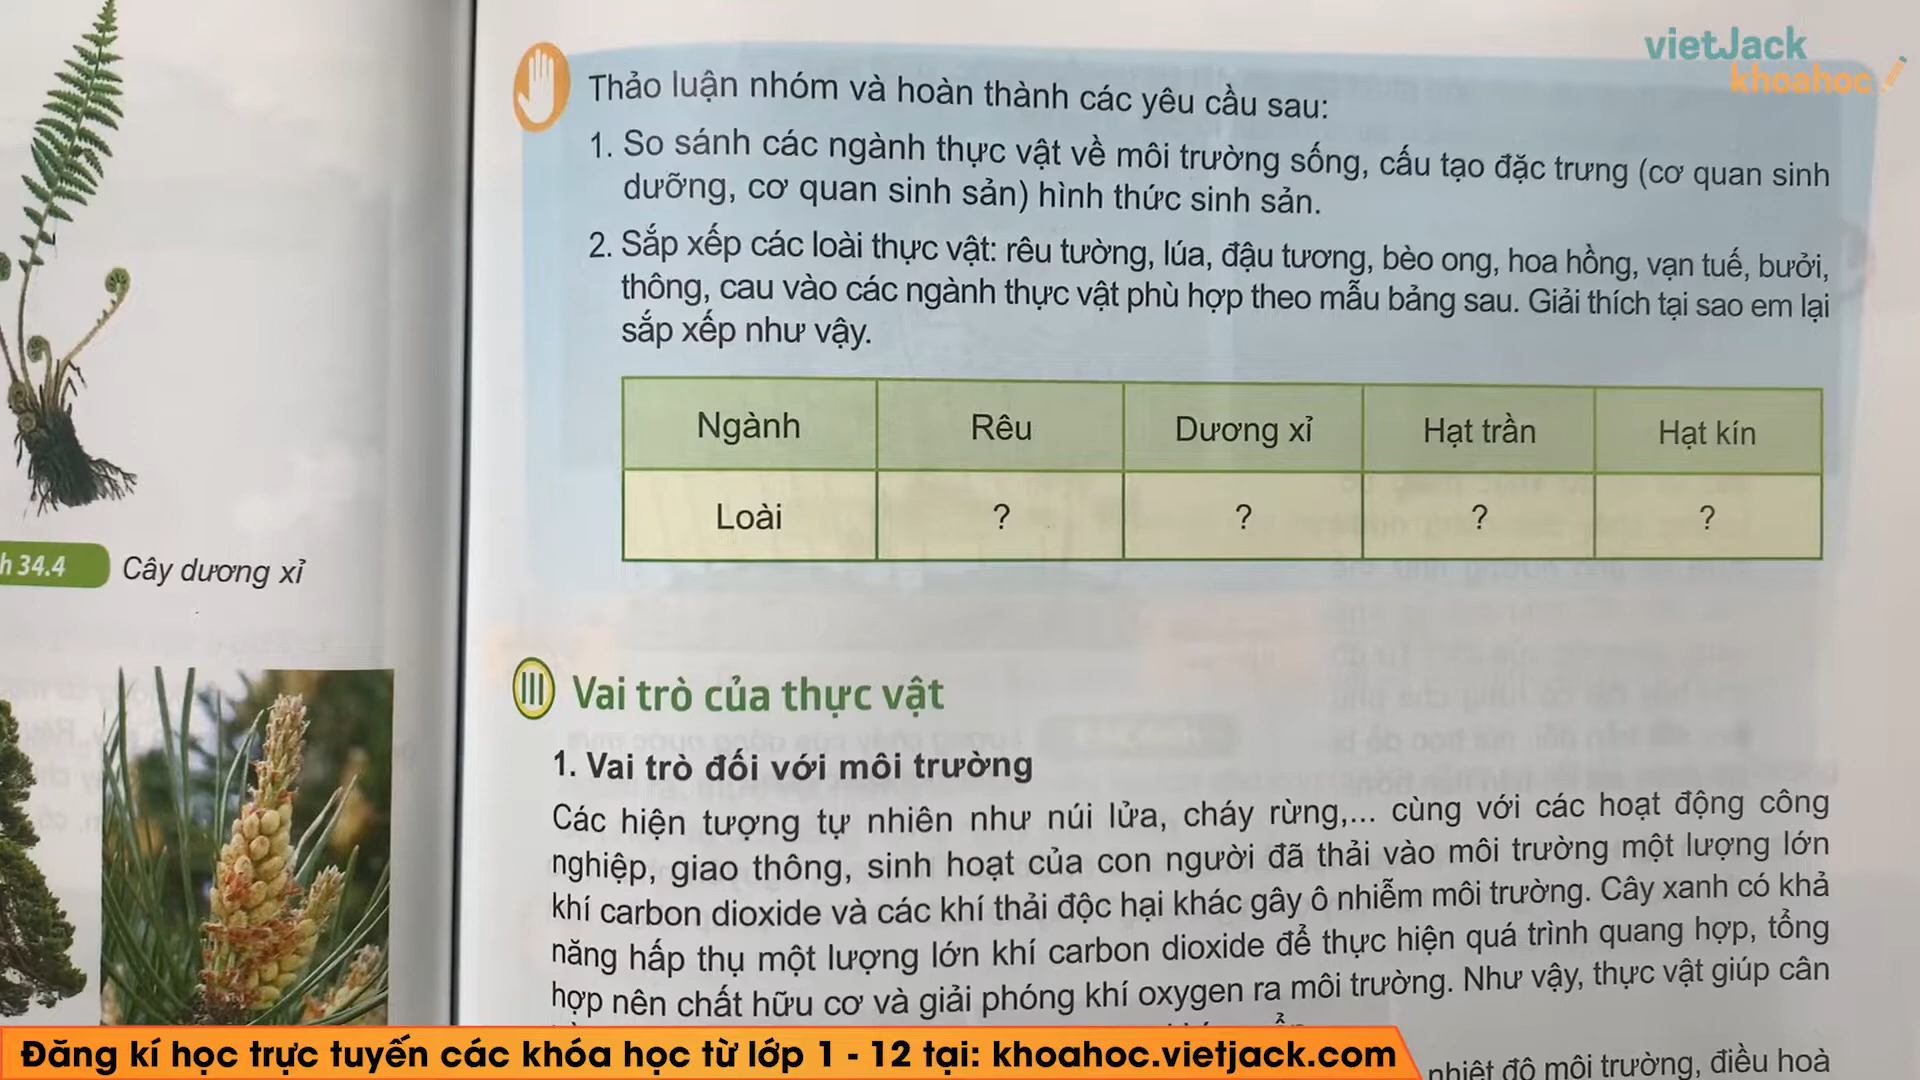 vietJack
khoahoc
Thảo luận nhóm và hoàn thành các yêu cầu sau:
1. So sánh các ngành thực vật về môi trường sống, cấu tạo đặc trưng (cơ quan sinh
dưỡng, cơ quan sinh sản) hình thức sinh sản.
2. Sắp xếp các loài thực vật: rêu tường, lúa, đậu tương, bèo ong, hoa hồng, vạn tuế, bưởi,
thông, cau vào các ngành thực vật phù hợp theo mẫu bảng sau. Giải thích tại sao em lại
sắp xếp như vậy.
Ngành Rêu Dương xỉ Hạt trần Hạt kín
Loài ? ? ? ?
h 34.4 Cây dương xỉ
III Vai trò của thực vật
1. Vai trò đối với môi trường
Các hiện tượng tự nhiên như núi lửa, cháy rừng,... cùng với các hoạt động công
nghiệp, giao thông, sinh hoạt của con người đã thải vào môi trường một lượng lớn
khí carbon dioxide và các khí thải độc hại khác gây ô nhiễm môi trường. Cây xanh có khả
năng hấp thụ một lượng lớn khí carbon dioxide để thực hiện quá trình quang hợp, tổng
hợp nên chất hữu cơ và giải phóng khí oxygen ra môi trường. Như vậy, thực vật giúp cân
nhiệt độ môi trường, điều hoà
Đăng kí học trực tuyến các khóa học từ lớp 1 - 12 tại: khoahoc.vietjack.com